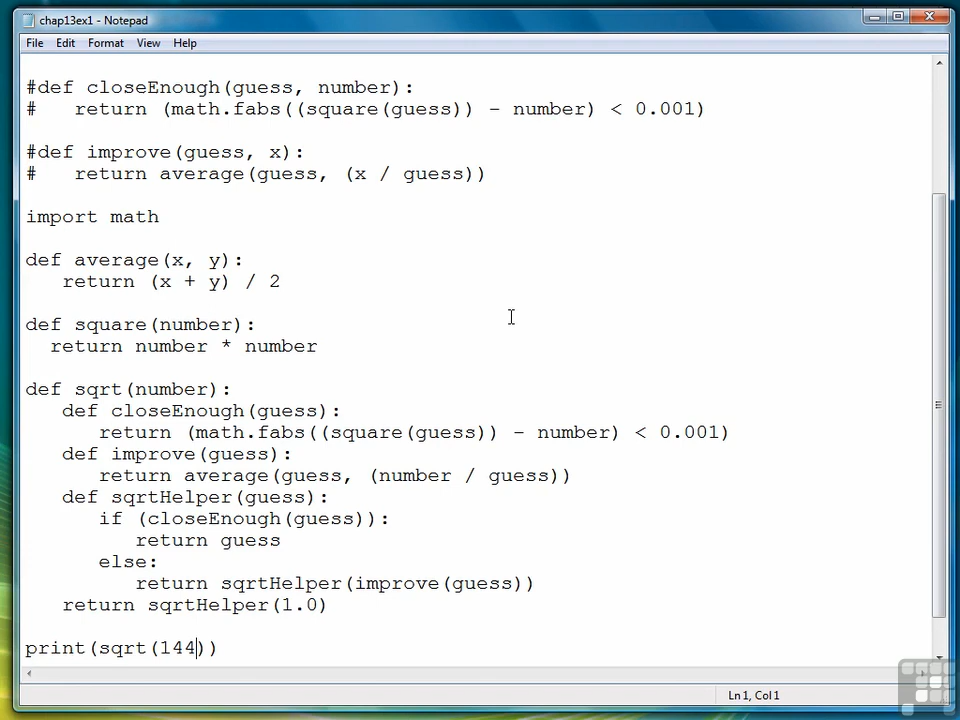 chap13ex1 - Notepad
File Edit Format View Help
#def closeEnough(guess, number):
#   return (math.fabs((square(guess)) - number) < 0.001)
#def improve(guess, x):
#   return average(guess, (x / guess))
import math
def average(x, y):
   return (x + y) / 2
def square(number):
  return number * number
def sqrt(number):
   def closeEnough(guess):
      return (math.fabs((square(guess)) - number) < 0.001)
   def improve(guess):
      return average(guess, (number / guess))
   def sqrtHelper(guess):
      if (closeEnough(guess)):
         return guess
      else:
         return sqrtHelper(improve(guess))
   return sqrtHelper(1.0)
print(sqrt(144))
Ln 1, Col 1